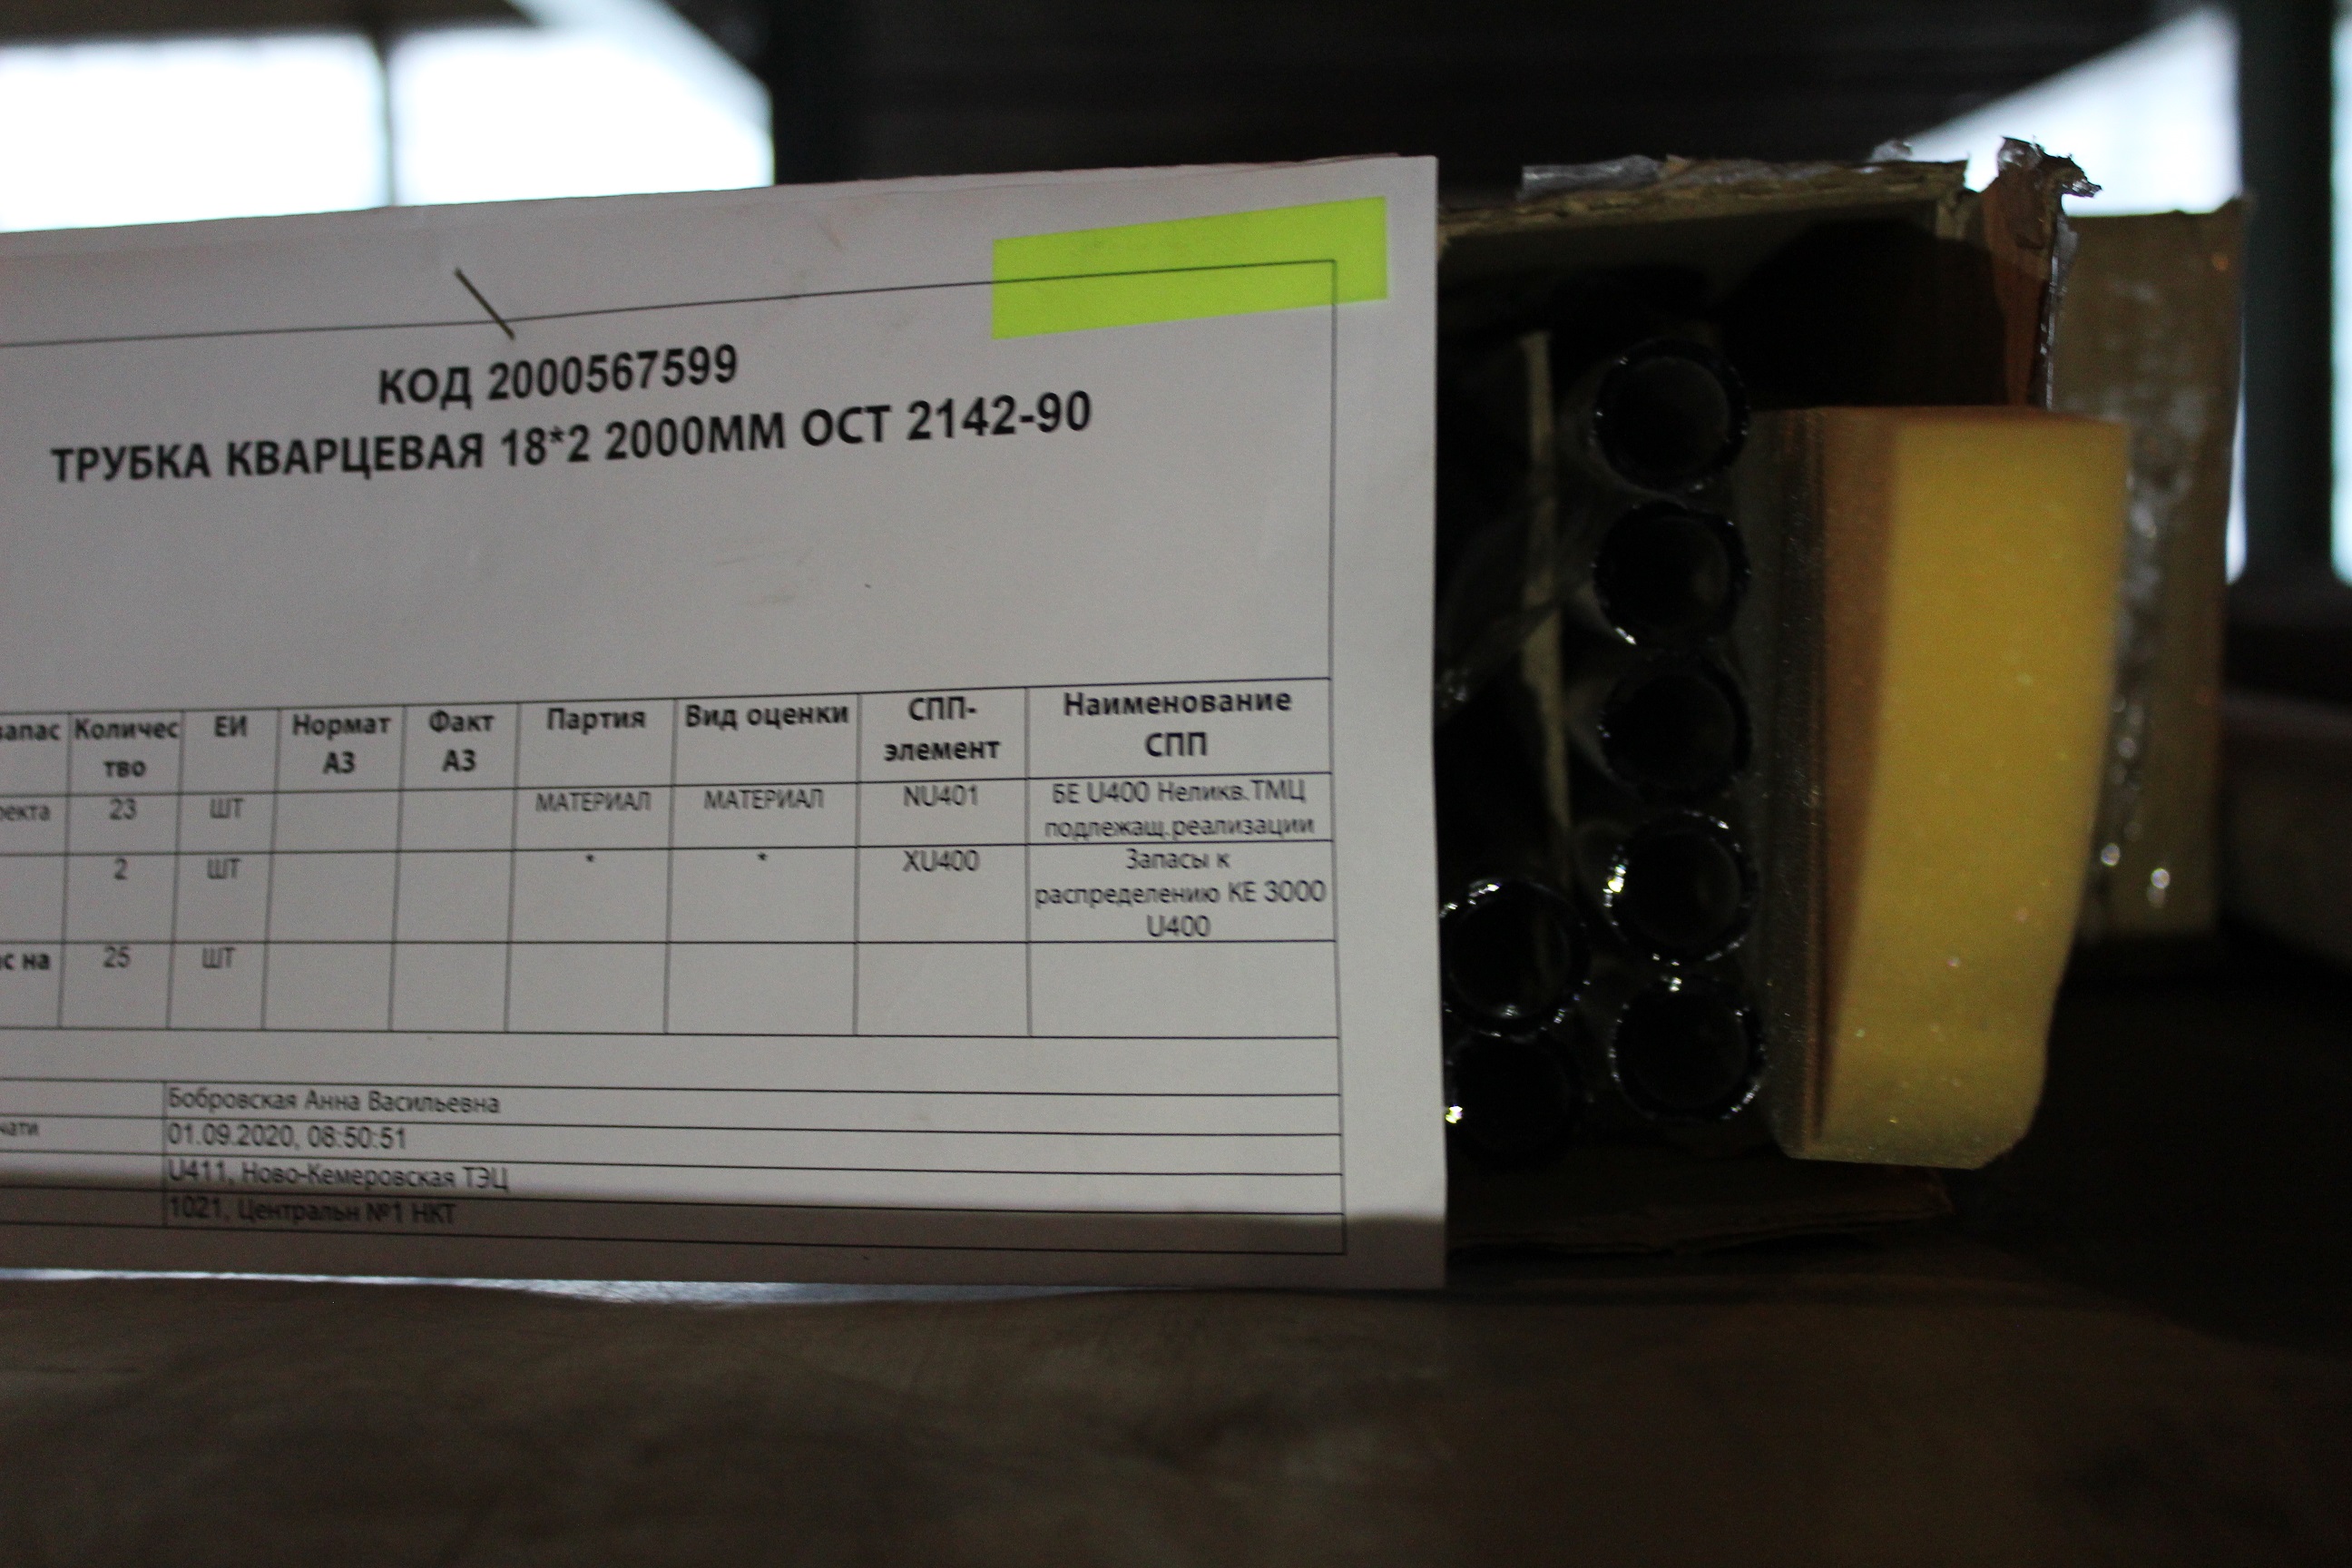 КОД 2000567599
ТРУБКА КВАРЦЕВАЯ 18*2 2000ММ ОСТ 2142-90
запас Количес ЕИ Нормат Факт Партия Вид оценки СПП- Наименование
тво АЗ АЗ элемент СПП
23 ШТ МАТЕРИАЛ МАТЕРИАЛ NU401 БЕ U400 Неликв.ТМЦ
подлежащ.реализации
2 ШТ * * XU400 Запасы к
распределению КЕ 3000
U400
на 25 ШТ
Бобровская Анна Васильевна
01.09.2020, 08:50:51
U411, Ново-Кемеровская ТЭЦ
1021, Центральн №1 НКТ